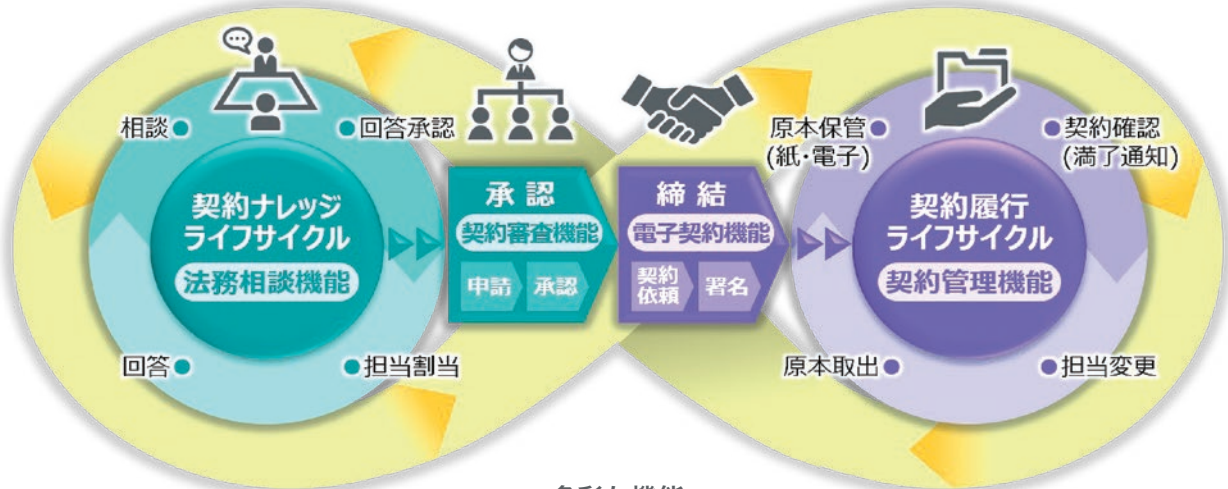 相談
回答承認
契約ナレッジ
ライフサイクル
法務相談機能
回答
担当割当
承認
契約審査機能
申請
承認
締結
電子契約機能
契約
依頼
署名
原本保管
(紙・電子)
契約確認
(満了通知)
契約履行
ライフサイクル
契約管理機能
原本取出
担当変更